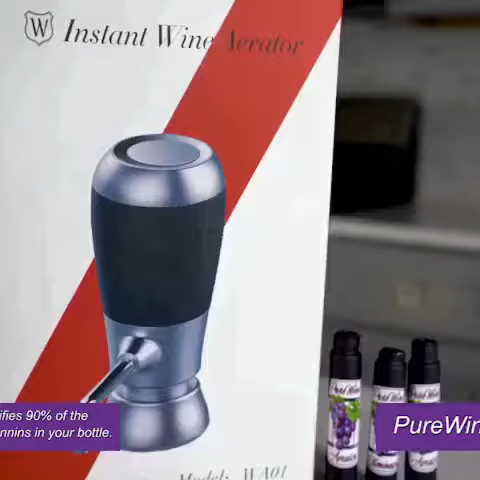 W
Instant Wine Aerator
Model: WA01
ifies 90% of the
nnins in your bottle.
PureWin